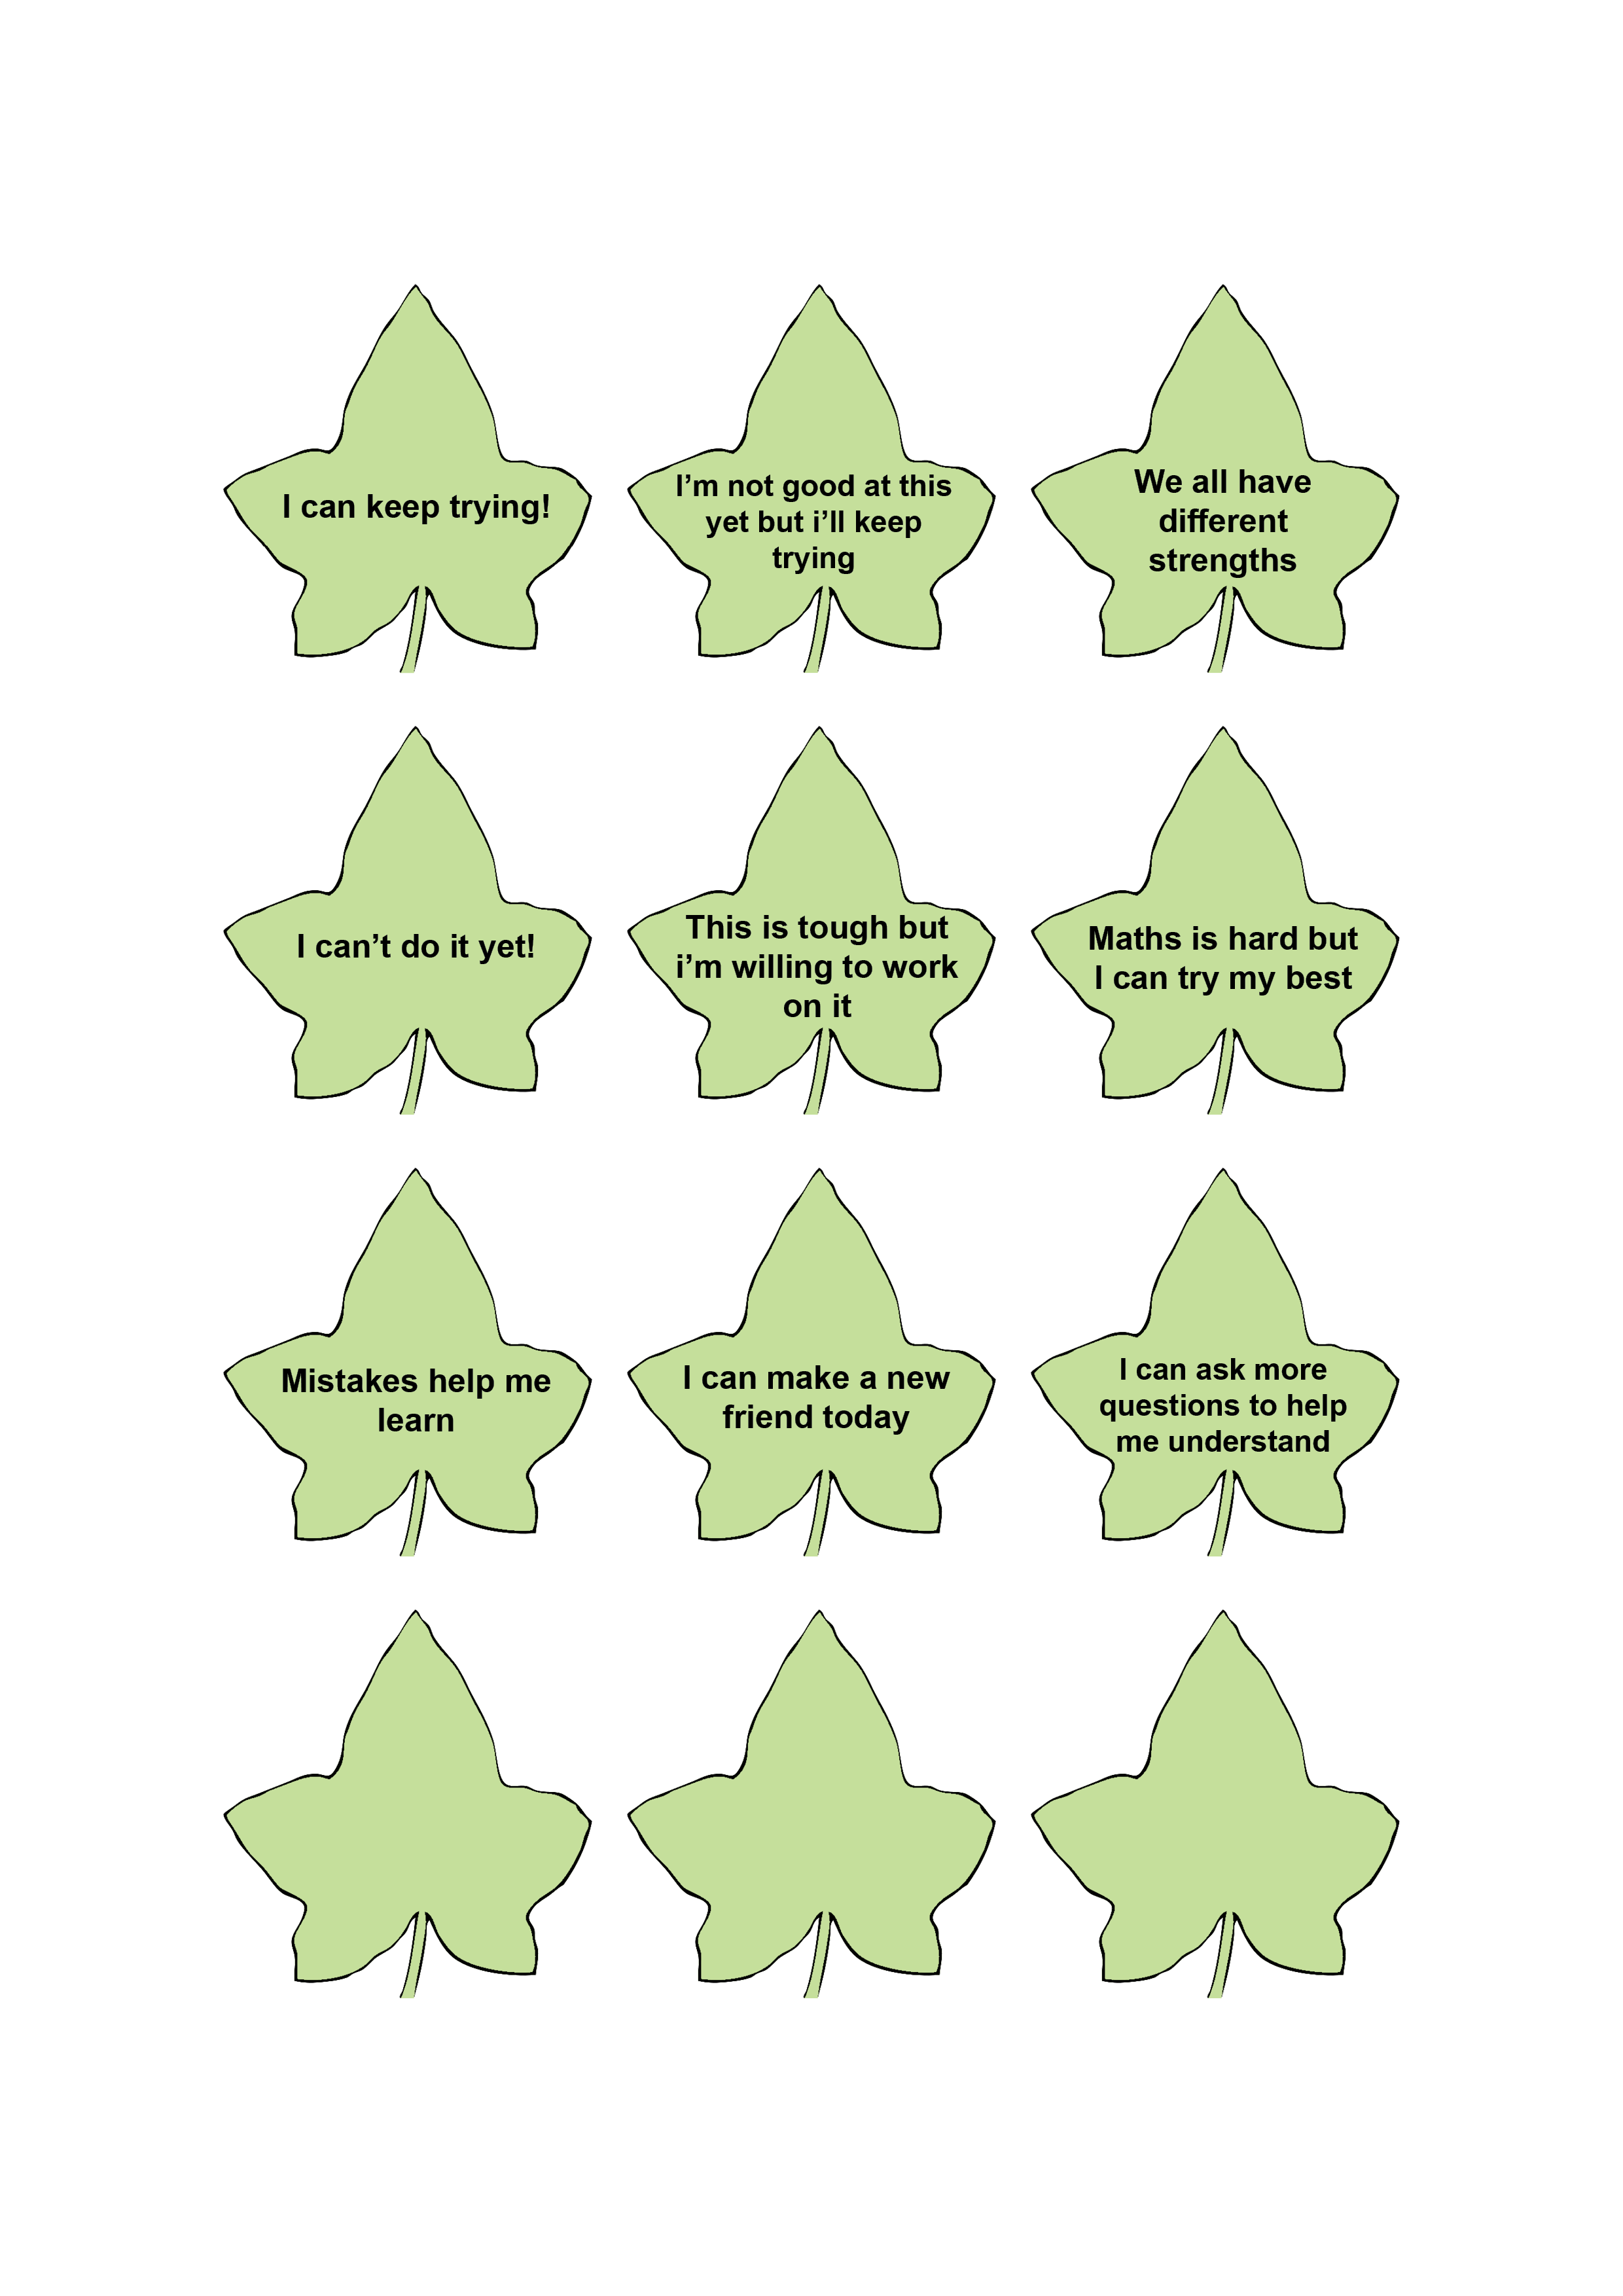 I can keep trying!
I’m not good at this
yet but i’ll keep
trying
We all have
different
strengths
I can’t do it yet!
This is tough but
i’m willing to work
on it
Maths is hard but
I can try my best
Mistakes help me
learn
I can make a new
friend today
I can ask more
questions to help
me understand